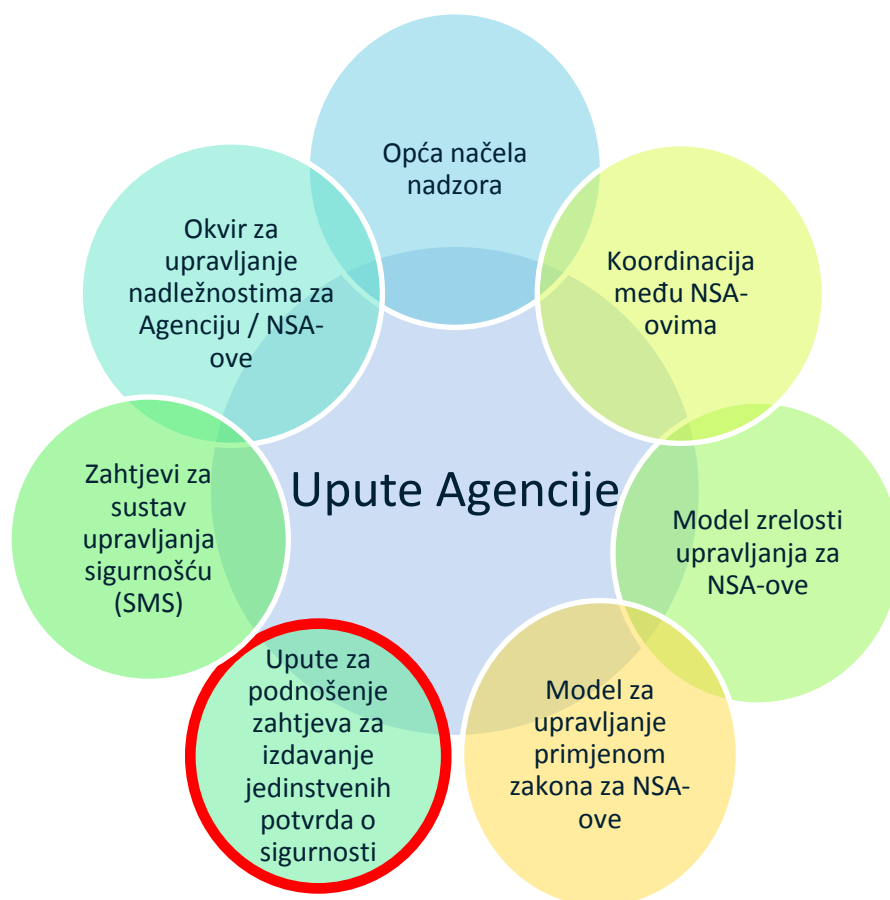 Opća načela
nadzora
Koordinacija
među NSA-
ovima
Model zrelosti
upravljanja za
NSA-ove
Model za
upravljanje
primjenom
zakona za NSA-
ove
Upute za
podnošenje
zahtjeva za
izdavanje
jedinstvenih
potvrda o
sigurnosti
Zahtjevi za
sustav
upravljanja
sigurnošću
(SMS)
Okvir za
upravljanje
nadležnostima za
Agenciju / NSA-
ove
Upute Agencije